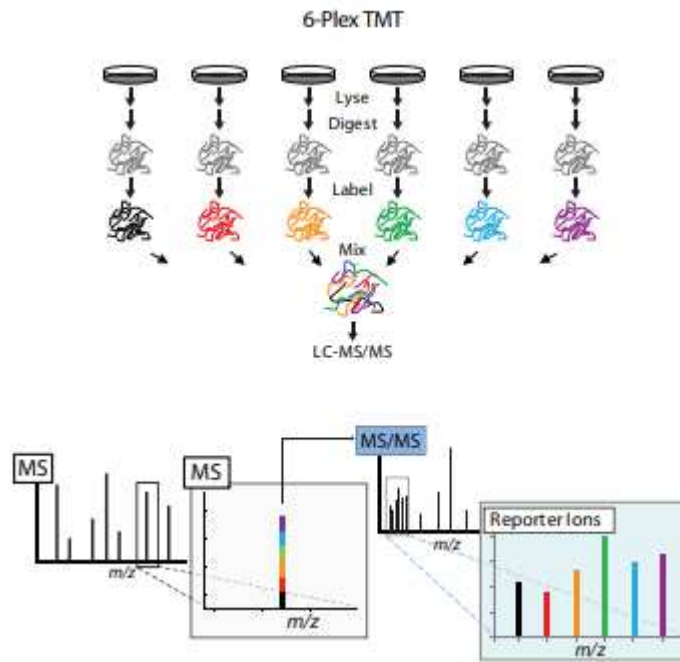 6-Plex TMT
Lyse
Digest
Label
Mix
LC-MS/MS
MS
m/z
MS
m/z
MS/MS
m/z
Reporter Ions
m/z